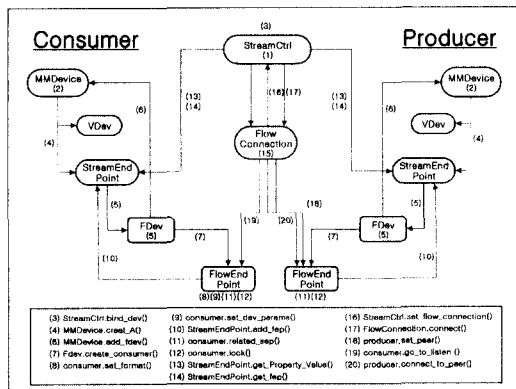 (3)
Consumer
StreamCtrl
(1)
Producer
MMDevice
(2)
MMDevice
(2)
(6)
(13)
(14)
(16)
(17)
(13)
(14)
(6)
(4)
VDev
Flow
Connection
(15)
VDev
(4)
StreamEnd
Point
StreamEnd
Point
(5)
(19)
(20)
(18)
(5)
FDev
(5)
(7)
(7)
FDev
(5)
(10)
FlowEnd
Point
FlowEnd
Point
(10)
(8)(9)(11)(12)
(11)(12)
(3) StreamCtrl.bind_dev()
(4) MMDevice.creat_A()
(6) MMDevice.add_fdev()
(7) Fdev.create_consumer()
(8) consumer.set_format()
(9) consumer.set_dev_params()
(10) StreamEndPoint.add_fep()
(11) consumer.related_sep()
(12) consumer.lock()
(13) StreamEndPoint.get_Property_Value()
(14) StreamEndPoint.get_fep()
(16) StreamCtrl.set_flow_connection()
(17) FlowConnection.connect()
(18) producer.set_peer()
(19) consumer.go_to_listen ()
(20) producer.connect_to_peer()